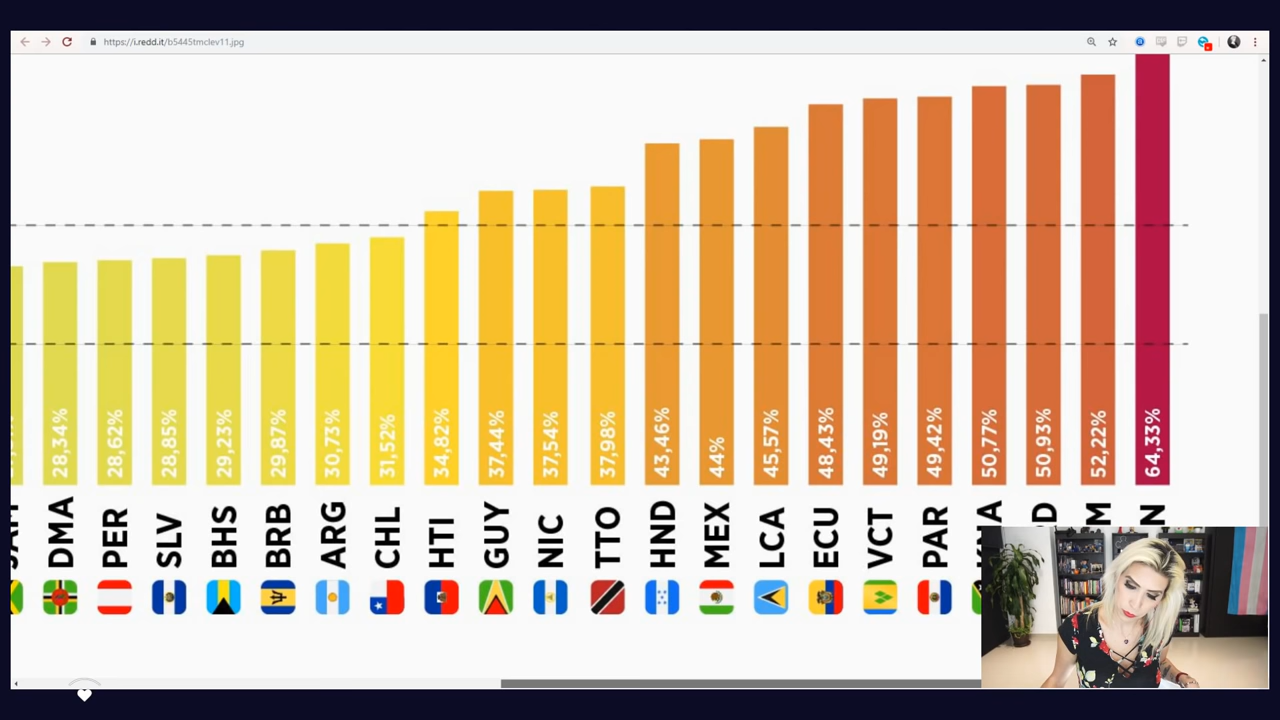 https://i.redd.it/b5445tmclev11.jpg
28,34%
28,62%
28,85%
29,23%
29,87%
30,73%
31,52%
34,82%
37,44%
37,54%
37,98%
43,46%
44%
45,57%
48,43%
49,19%
49,42%
50,77%
50,93%
52,22%
64,33%
DMA
PER
SLV
BHS
BRB
ARG
CHL
HTI
GUY
NIC
TTO
HND
MEX
LCA
ECU
VCT
PAR